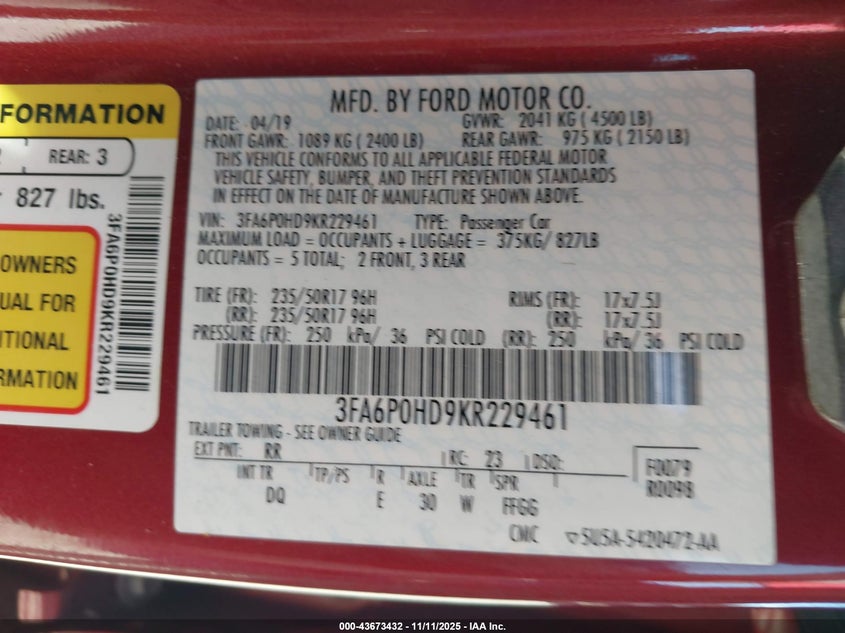 FORMATION
REAR: 3
827 lbs.
3FA6P0HD9KR229461
OWNERS
UAL FOR
ITIONAL
RMATION
MFD. BY FORD MOTOR CO.
DATE: 04/19 GVWR: 2041 KG ( 4500 LB)
FRONT GAWR: 1089 KG ( 2400 LB) REAR GAWR: 975 KG ( 2150 LB)
THIS VEHICLE CONFORMS TO ALL APPLICABLE FEDERAL MOTOR
VEHICLE SAFETY, BUMPER, AND THEFT PREVENTION STANDARDS
IN EFFECT ON THE DATE OF MANUFACTURE SHOWN ABOVE.
VIN: 3FA6P0HD9KR229461 TYPE: Passenger Car
MAXIMUM LOAD = OCCUPANTS + LUGGAGE = 375KG/ 827LB
OCCUPANTS = 5 TOTAL; 2 FRONT, 3 REAR
TIRE (FR): 235/50R17 96H RIMS (FR): 17x7.5J
(RR): 235/50R17 96H (RR): 17x7.5J
PRESSURE (FR): 250 kPa/ 36 PSI COLD (RR): 250 kPa/ 36 PSI COLD
3FA6P0HD9KR229461
TRAILER TOWING - SEE OWNER GUIDE
EXT PNT: RR RC: 23 DSO: F0079
R0098
INT TR TP/PS R AXLE TR SPR
DQ E 30 W FFGG
CMC ▽5U5A-5420472-AA
000-43673432 - 11/11/2025 - IAA Inc.